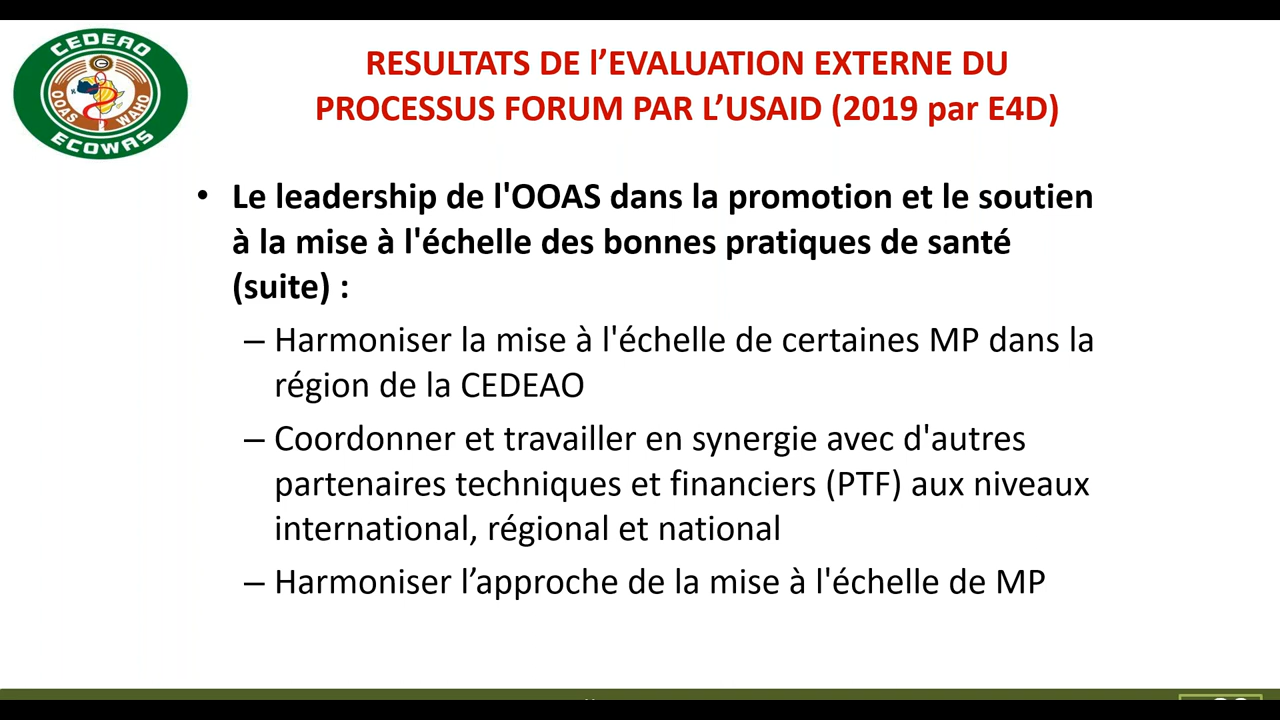 CEDEAO
OOAS WAHO
ECOWAS
RESULTATS DE l’EVALUATION EXTERNE DU
PROCESSUS FORUM PAR L’USAID (2019 par E4D)
• Le leadership de l'OOAS dans la promotion et le soutien
à la mise à l'échelle des bonnes pratiques de santé
(suite) :
– Harmoniser la mise à l'échelle de certaines MP dans la
région de la CEDEAO
– Coordonner et travailler en synergie avec d'autres
partenaires techniques et financiers (PTF) aux niveaux
international, régional et national
– Harmoniser l’approche de la mise à l'échelle de MP